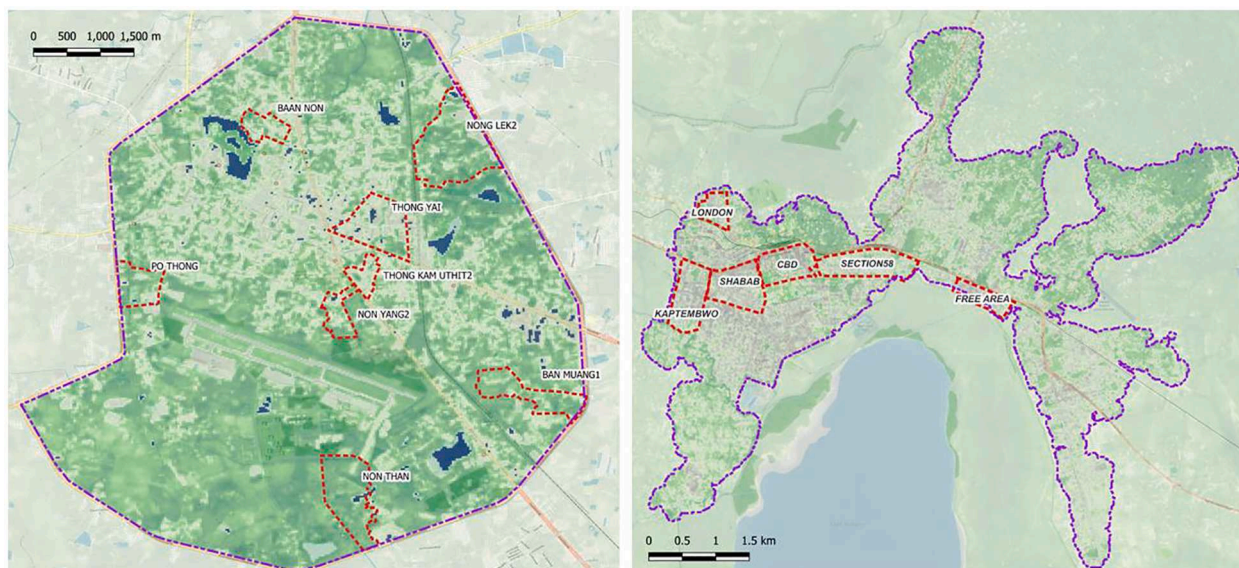 0 500 1,000 1,500 m
BAAN NON
NONG LEK2
THONG YAI
PO THONG
THONG KAM UTHIT2
NON YANG2
BAN MUANG1
NON THAN
LONDON
CBD
SECTION58
SHABAB
KAPTEMBWO
FREE AREA
0 0.5 1 1.5 km